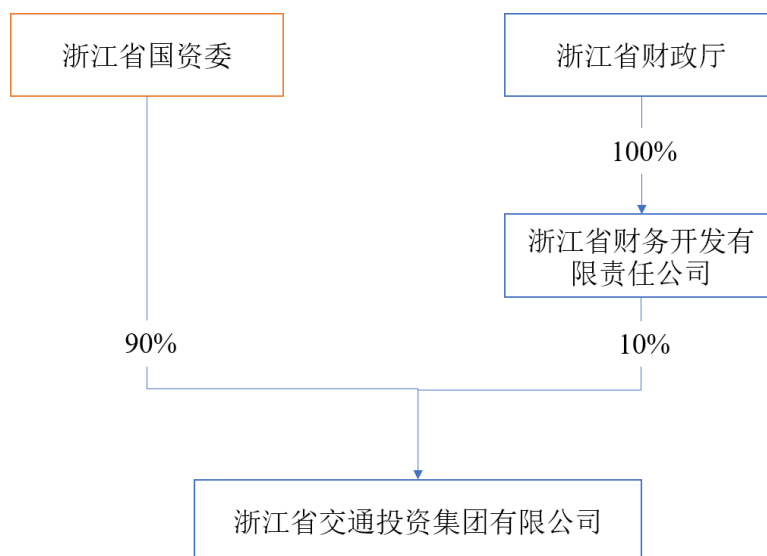 浙江省国资委
浙江省财政厅
100%
浙江省财务开发有
限责任公司
90%
10%
浙江省交通投资集团有限公司